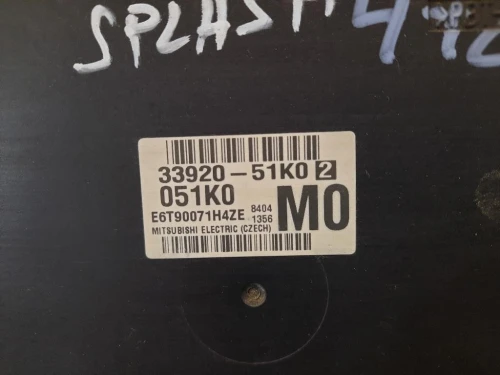 SPLASH
33920-51K0 2
051K0 M0
E6T90071H4ZE 8404
1356
MITSUBISHI ELECTRIC (CZECH)